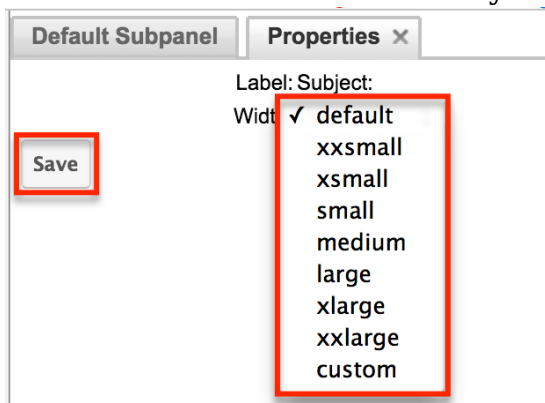 Default Subpanel Properties ×
Label: Subject:
Widt ✓ default
xxsmall
Save
xsmall
small
medium
large
xlarge
xxlarge
custom